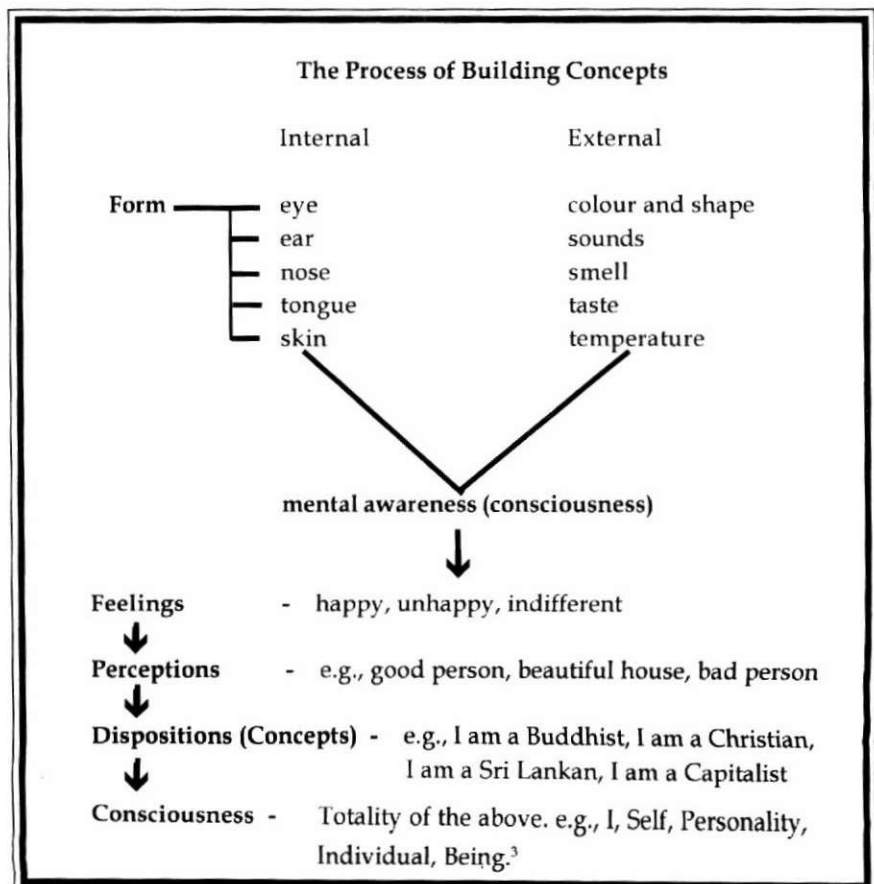 The Process of Building Concepts
Internal External
Form eye colour and shape
ear sounds
nose smell
tongue taste
skin temperature
mental awareness (consciousness)
Feelings - happy, unhappy, indifferent
Perceptions - e.g., good person, beautiful house, bad person
Dispositions (Concepts) - e.g., I am a Buddhist, I am a Christian,
I am a Sri Lankan, I am a Capitalist
Consciousness - Totality of the above. e.g., I, Self, Personality,
Individual, Being.³